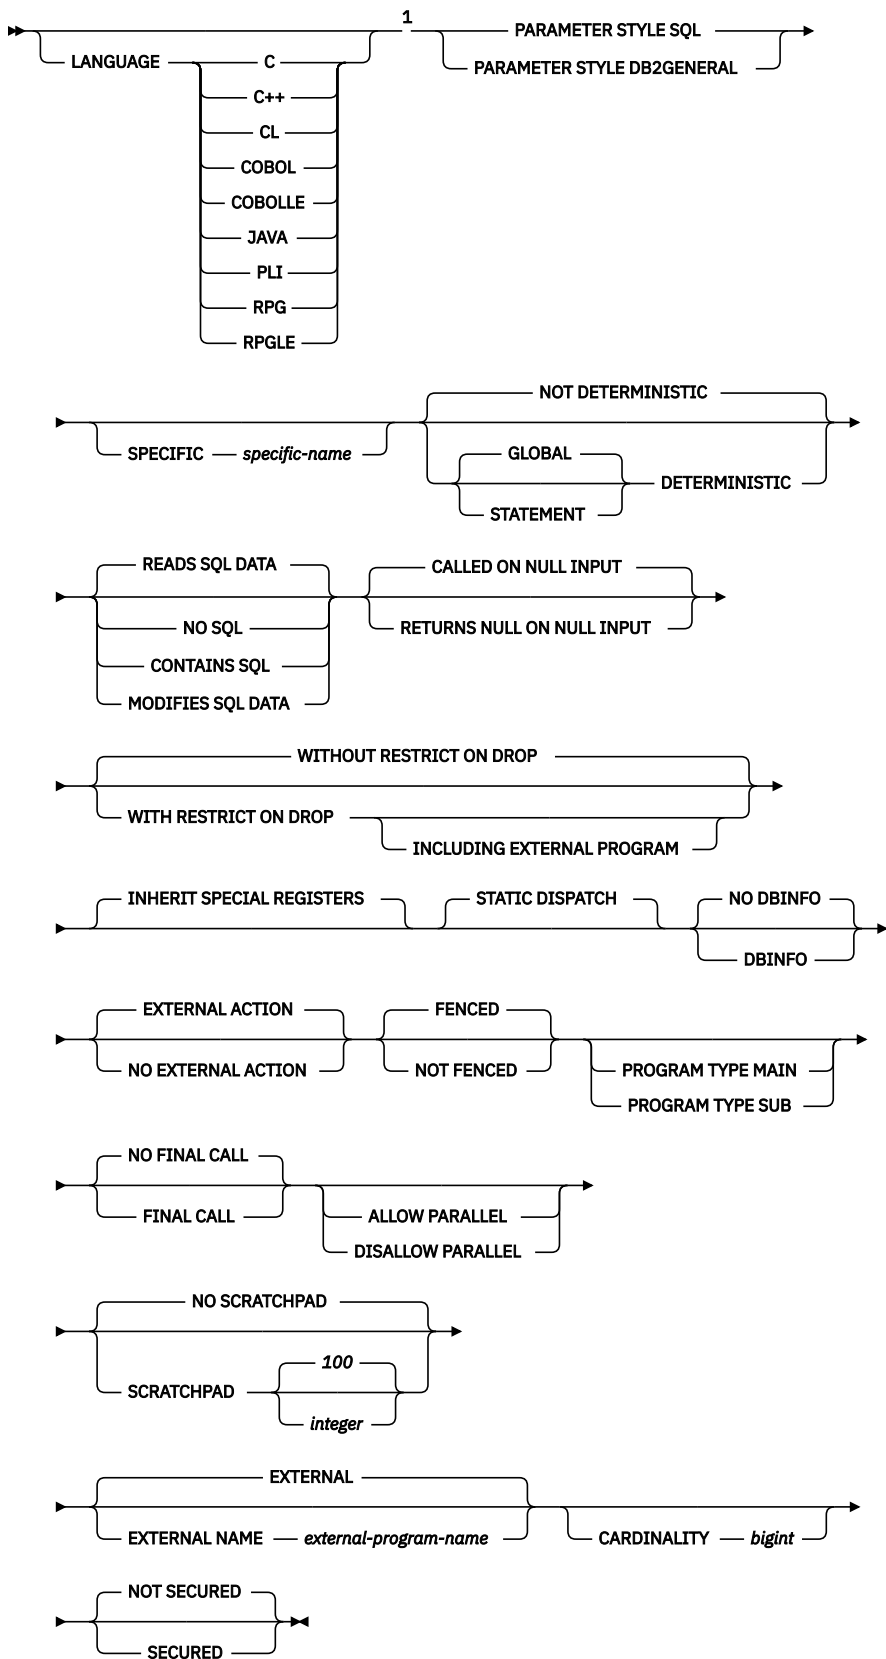 1
PARAMETER STYLE SQL
LANGUAGE C PARAMETER STYLE DB2GENERAL
C++
CL
COBOL
COBOLLE
JAVA
PLI
RPG
RPGLE
NOT DETERMINISTIC
SPECIFIC specific-name GLOBAL
DETERMINISTIC
STATEMENT
READS SQL DATA CALLED ON NULL INPUT
NO SQL RETURNS NULL ON NULL INPUT
CONTAINS SQL
MODIFIES SQL DATA
WITHOUT RESTRICT ON DROP
WITH RESTRICT ON DROP
INCLUDING EXTERNAL PROGRAM
INHERIT SPECIAL REGISTERS STATIC DISPATCH NO DBINFO
DBINFO
EXTERNAL ACTION FENCED
NO EXTERNAL ACTION NOT FENCED PROGRAM TYPE MAIN
PROGRAM TYPE SUB
NO FINAL CALL
FINAL CALL ALLOW PARALLEL
DISALLOW PARALLEL
NO SCRATCHPAD
100
SCRATCHPAD
integer
EXTERNAL
EXTERNAL NAME external-program-name CARDINALITY bigint
NOT SECURED
SECURED